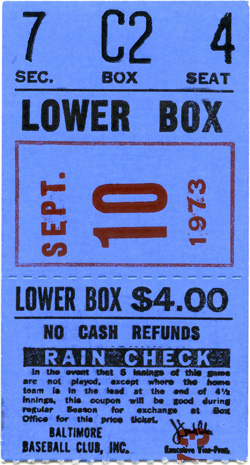 7 C2 4
SEC. BOX SEAT
LOWER BOX
SEPT. 10 1973
LOWER BOX $4.00
NO CASH REFUNDS
RAIN CHECK
In the event that 5 innings of this game
are not played, except where the home
team is in the lead at the end of 4½
innings, this coupon will be good during
regular Season for exchange at Box
Office for this price ticket.
BALTIMORE
BASEBALL CLUB, INC.
Executive Vice-Pres.